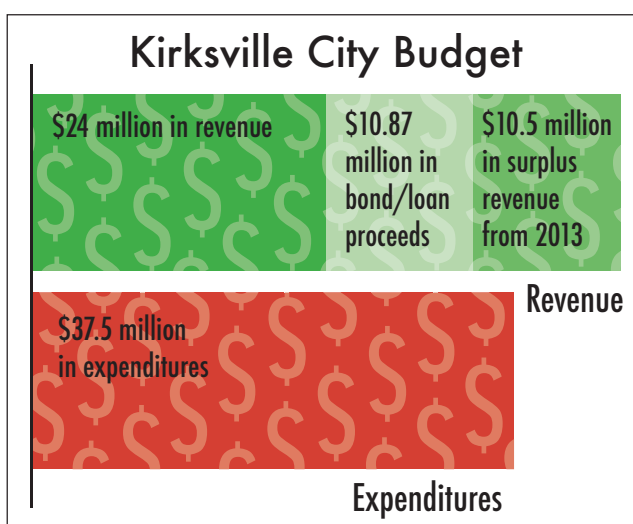 Kirksville City Budget
$24 million in revenue
$10.87
million in
bond/loan
proceeds
$10.5 million
in surplus
revenue
from 2013
Revenue
$37.5 million
in expenditures
Expenditures